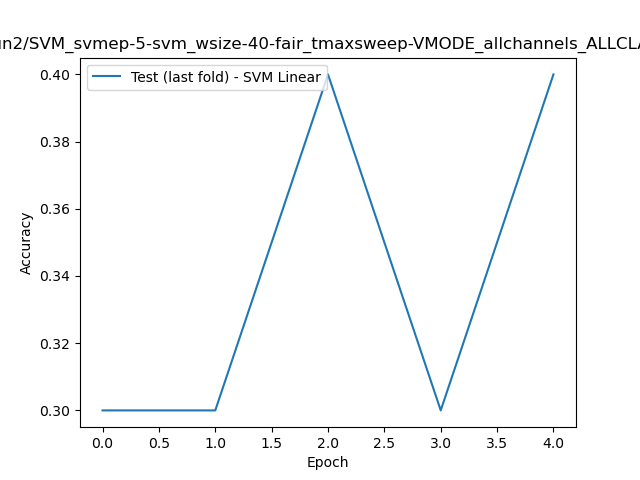 un2/SVM_svmep-5-svm_wsize-40-fair_tmaxsweep-VMODE_allchannels_ALLCLA
Test (last fold) - SVM Linear
0.40
0.38
0.36
0.34
0.32
0.30
Accuracy
0.0 0.5 1.0 1.5 2.0 2.5 3.0 3.5 4.0
Epoch